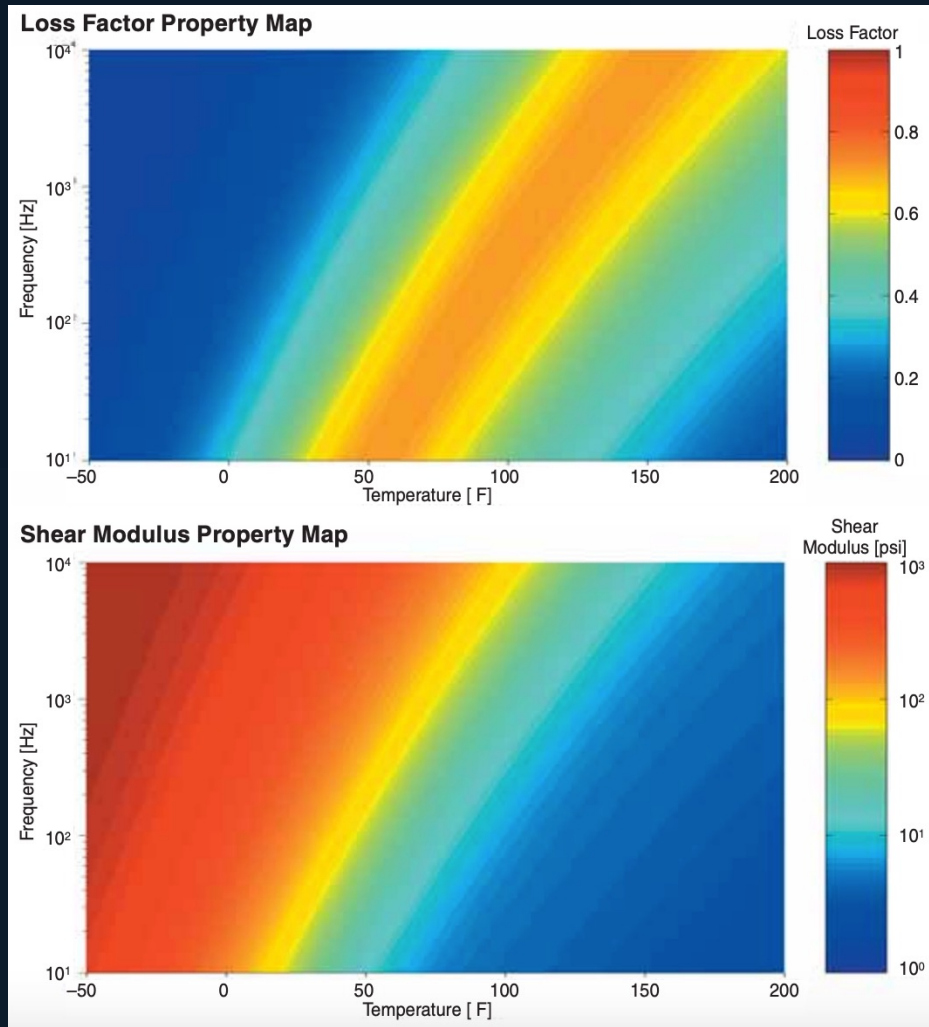 Loss Factor Property Map
Loss Factor
10⁴
10³
10²
10¹
Frequency [Hz]
−50 0 50 100 150 200
Temperature [ F]
1
0.8
0.6
0.4
0.2
0
Shear Modulus Property Map
Shear
Modulus [psi]
10⁴
10³
10²
10¹
Frequency [Hz]
−50 0 50 100 150 200
Temperature [ F]
10³
10²
10¹
10⁰